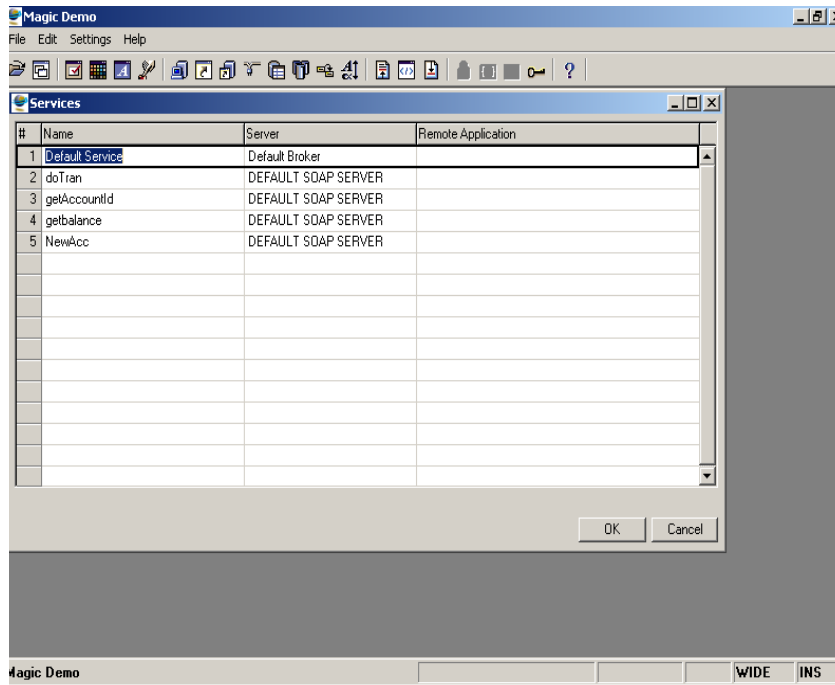 Magic Demo
File Edit Settings Help
Services
# Name Server Remote Application
1 Default Service Default Broker
2 doTran DEFAULT SOAP SERVER
3 getAccountId DEFAULT SOAP SERVER
4 getbalance DEFAULT SOAP SERVER
5 NewAcc DEFAULT SOAP SERVER
OK Cancel
Magic Demo WIDE INS